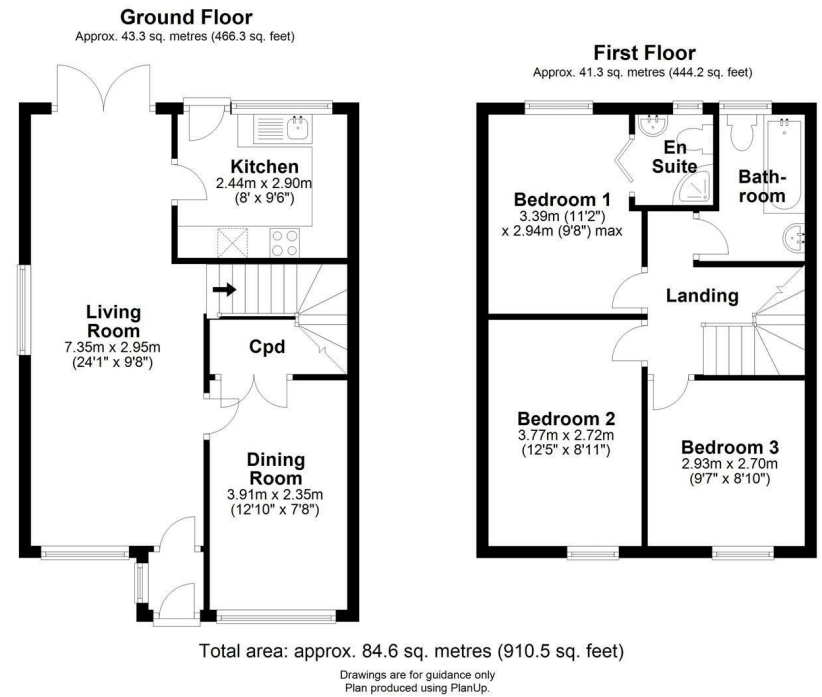 Ground Floor
Approx. 43.3 sq. metres (466.3 sq. feet)
Kitchen
2.44m x 2.90m
(8' x 9'6")
Living
Room
7.35m x 2.95m
(24'1" x 9'8")
Cpd
Dining
Room
3.91m x 2.35m
(12'10" x 7'8")
First Floor
Approx. 41.3 sq. metres (444.2 sq. feet)
En
Suite
Bath-
room
Bedroom 1
3.39m (11'2")
x 2.94m (9'8") max
Landing
Bedroom 2
3.77m x 2.72m
(12'5" x 8'11")
Bedroom 3
2.93m x 2.70m
(9'7" x 8'10")
Total area: approx. 84.6 sq. metres (910.5 sq. feet)
Drawings are for guidance only
Plan produced using PlanUp.